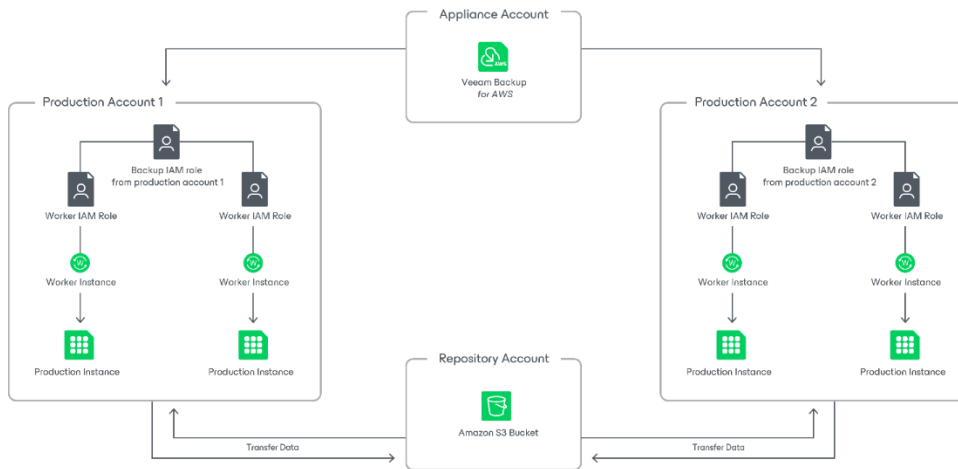 Appliance Account
AWS
Veeam Backup
for AWS
Production Account 1
Backup IAM role
from production account 1
Worker IAM Role
Worker IAM Role
W
W
Worker Instance
Worker Instance
Production Instance
Production Instance
Production Account 2
Backup IAM role
from production account 2
Worker IAM Role
Worker IAM Role
W
W
Worker Instance
Worker Instance
Production Instance
Production Instance
Repository Account
Amazon S3 Bucket
Transfer Data
Transfer Data